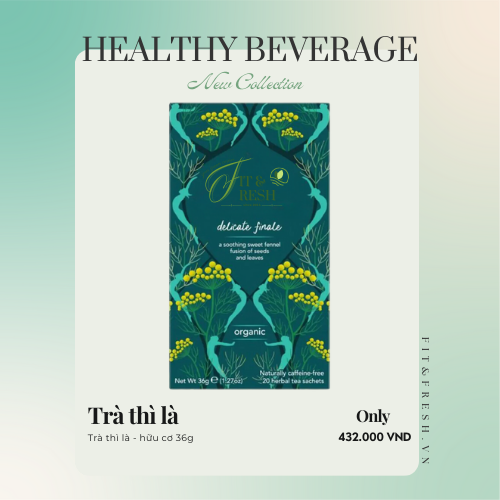 HEALTHY BEVERAGE
New Collection
FIT &
FRESH
delicate finale
a soothing sweet fennel
fusion of seeds
and leaves
organic
Naturally caffeine-free
Net Wt 36g ℮ (1.27oz) 20 herbal tea sachets
Trà thì là
Trà thì là - hữu cơ 36g
Only
432.000 VND
FIT&FRESH.VN